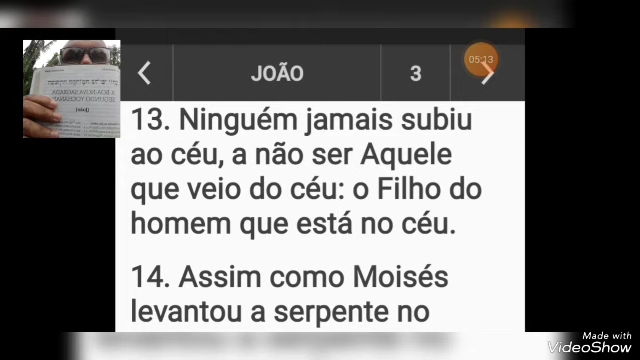 JOÃO
3
05:13
13. Ninguém jamais subiu
ao céu, a não ser Aquele
que veio do céu: o Filho do
homem que está no céu.
14. Assim como Moisés
levantou a serpente no
Made with
VideoShow